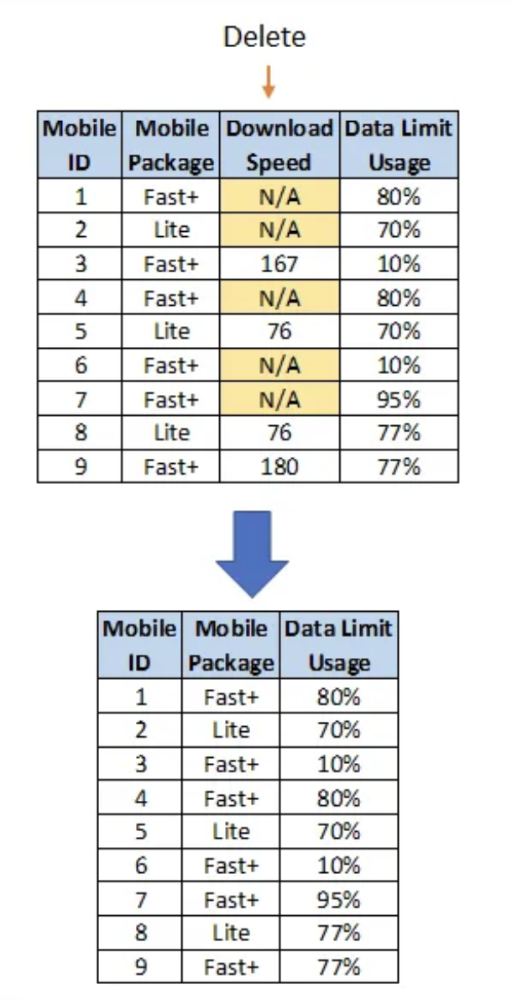 Delete
Mobile ID Mobile Package Download Speed Data Limit Usage
1 Fast+ N/A 80%
2 Lite N/A 70%
3 Fast+ 167 10%
4 Fast+ N/A 80%
5 Lite 76 70%
6 Fast+ N/A 10%
7 Fast+ N/A 95%
8 Lite 76 77%
9 Fast+ 180 77%
Mobile ID Mobile Package Data Limit Usage
1 Fast+ 80%
2 Lite 70%
3 Fast+ 10%
4 Fast+ 80%
5 Lite 70%
6 Fast+ 10%
7 Fast+ 95%
8 Lite 77%
9 Fast+ 77%